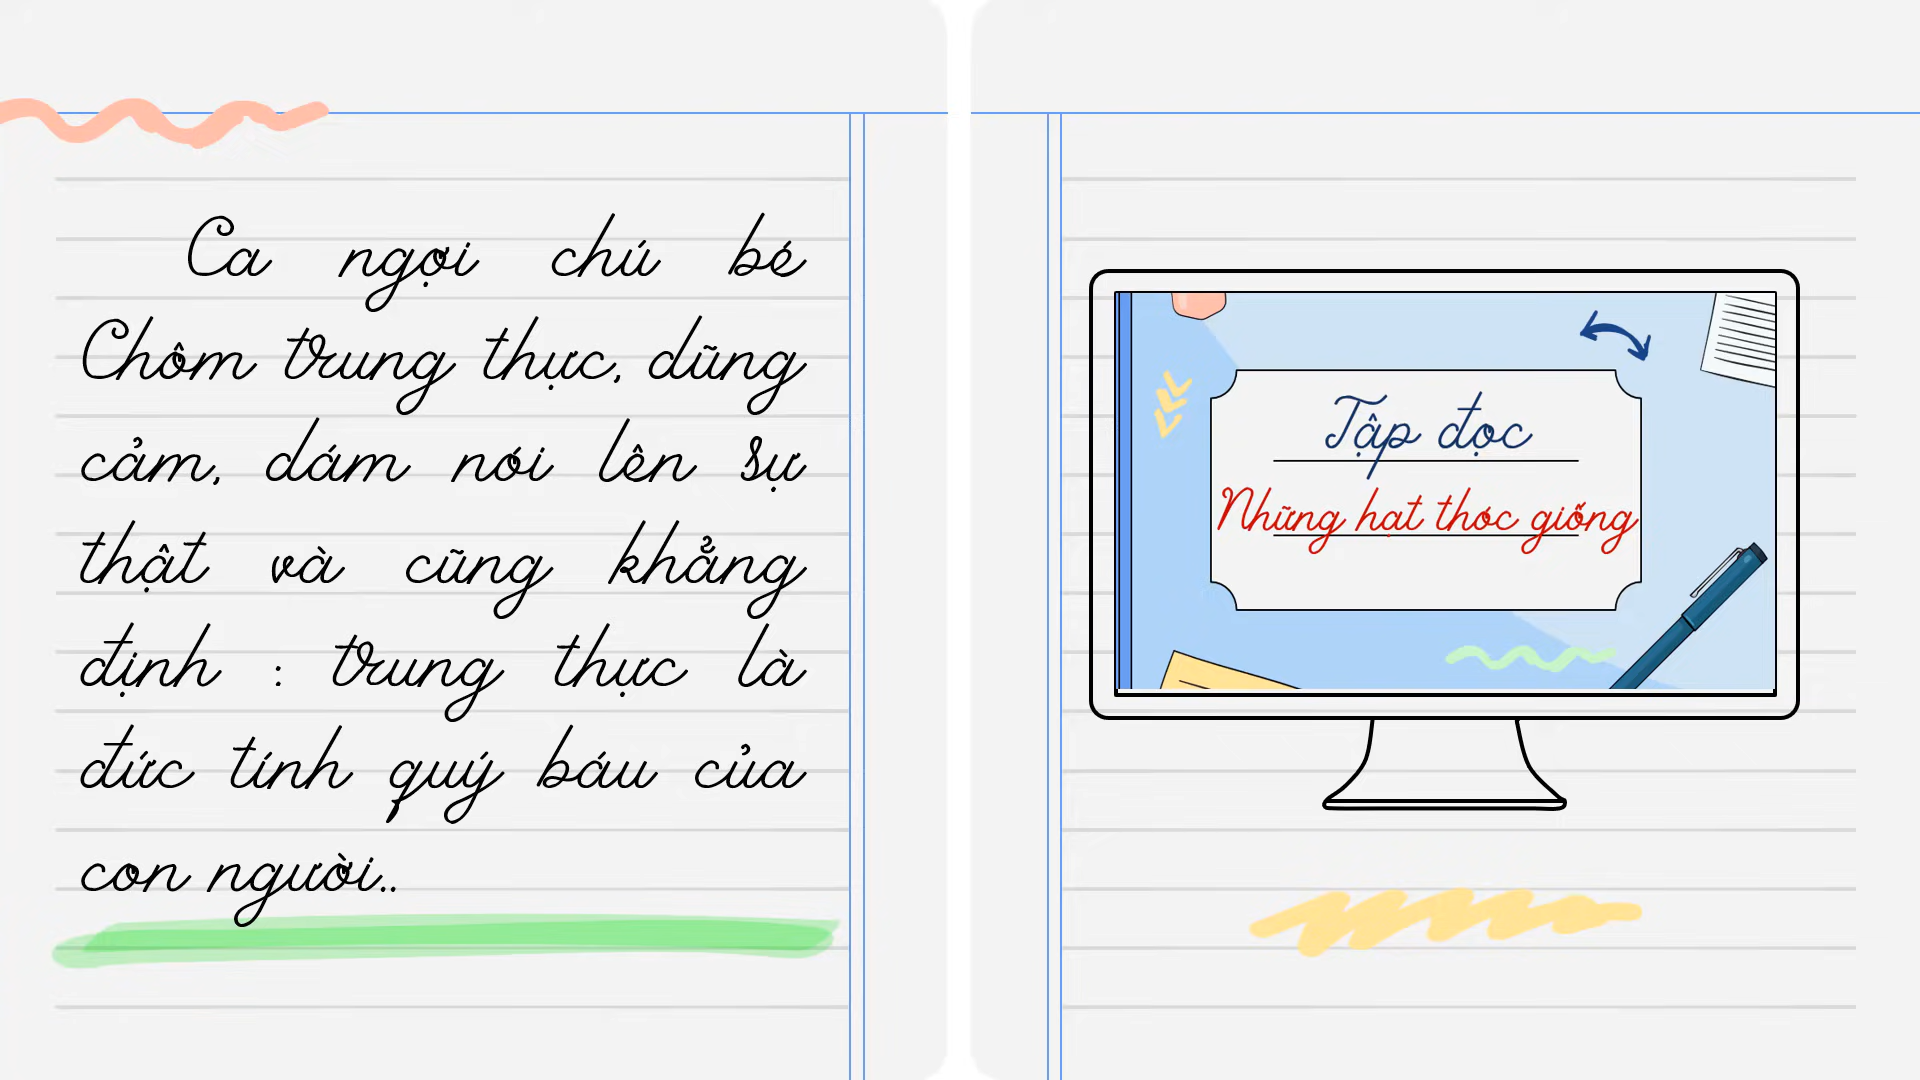 Ca ngợi chú bé
Chôm trung thực, dũng
cảm, dám nói lên sự
thật và cũng khẳng
định : trung thực là
đức tính quý báu của
con người..
Tập đọc
Những hạt thóc giống